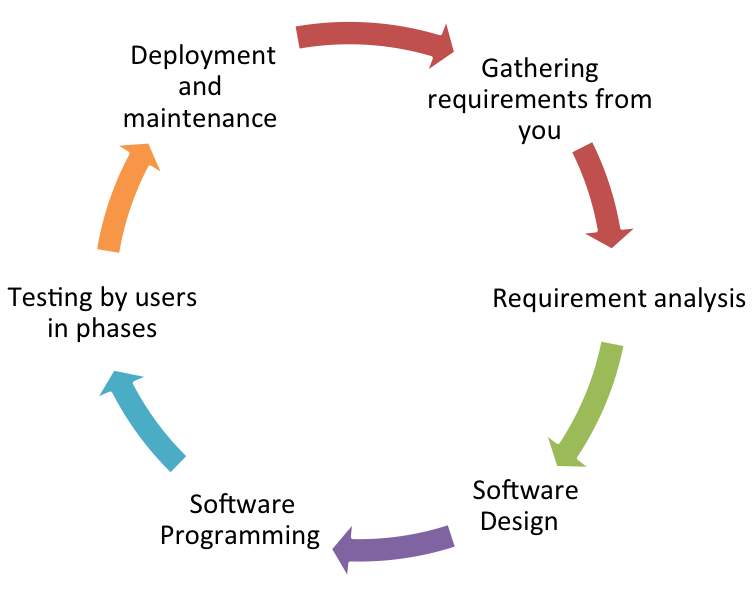 Deployment
and
maintenance
Gathering
requirements from
you
Requirement analysis
Software
Design
Software
Programming
Testing by users
in phases